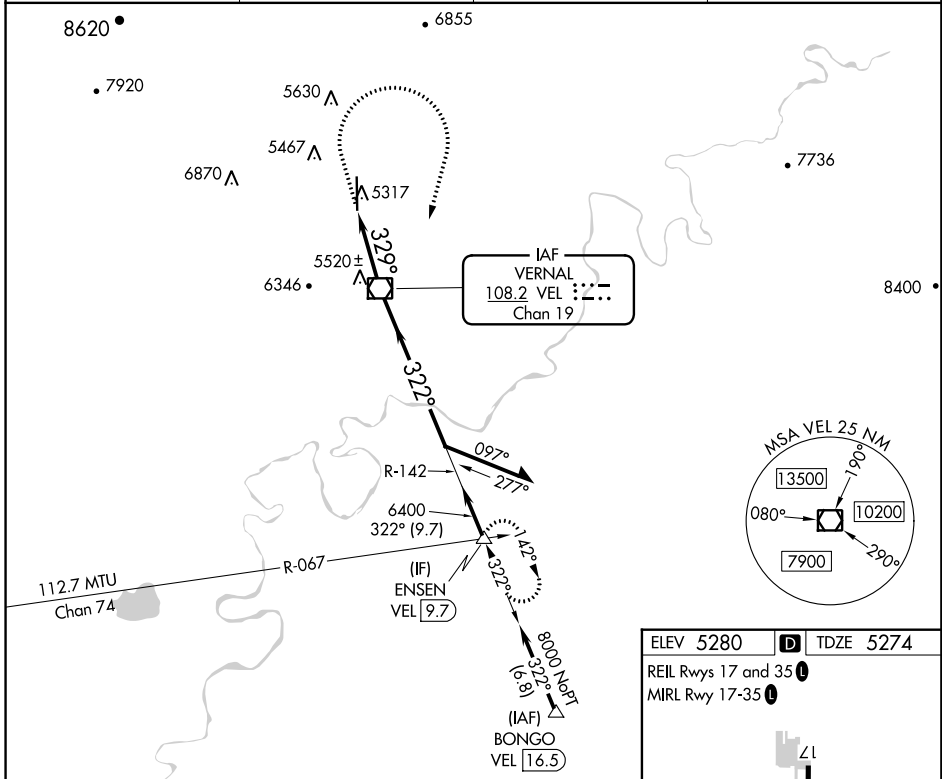 8620
6855
7920
5630
5467
6870
5317
7736
329°
5520±
6346
IAF
VERNAL
108.2 VEL
Chan 19
8400
322°
097°
277°
R-142
6400
322° (9.7)
142°
322°
R-067
112.7 MTU
Chan 74
(IF)
ENSEN
VEL 9.7
8000 NoPT
322°
(6.8)
(IAF)
BONGO
VEL 16.5
MSA VEL 25 NM
190°
13500
080°
10200
7900
290°
ELEV 5280 D TDZE 5274
REIL Rwys 17 and 35 L
MIRL Rwy 17-35 L
17